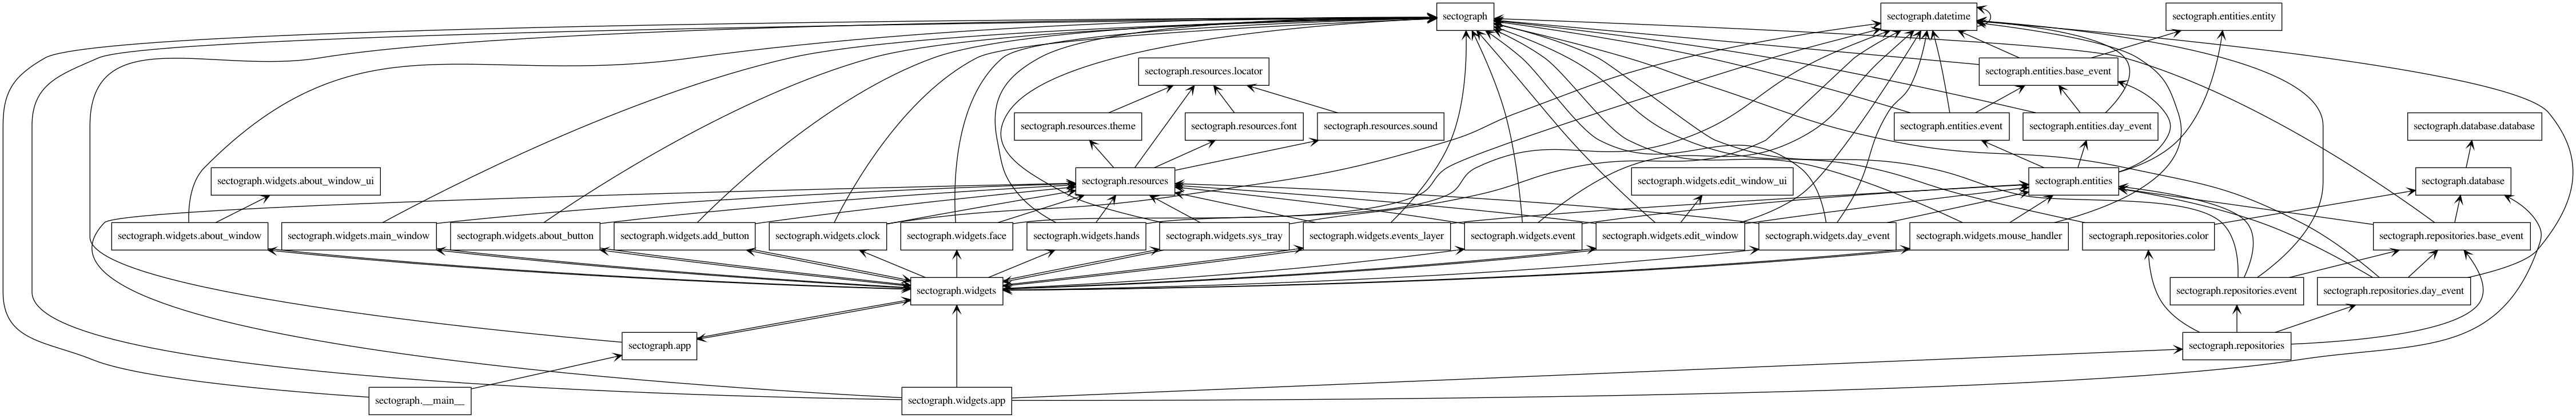 sectograph
sectograph.datetime
sectograph.entities.entity
sectograph.resources.locator
sectograph.entities.base_event
sectograph.resources.theme
sectograph.resources.font
sectograph.resources.sound
sectograph.entities.event
sectograph.entities.day_event
sectograph.database.database
sectograph.widgets.about_window_ui
sectograph.resources
sectograph.widgets.edit_window_ui
sectograph.entities
sectograph.database
sectograph.widgets.about_window
sectograph.widgets.main_window
sectograph.widgets.about_button
sectograph.widgets.add_button
sectograph.widgets.clock
sectograph.widgets.face
sectograph.widgets.hands
sectograph.widgets.sys_tray
sectograph.widgets.events_layer
sectograph.widgets.event
sectograph.widgets.edit_window
sectograph.widgets.day_event
sectograph.widgets.mouse_handler
sectograph.repositories.color
sectograph.repositories.base_event
sectograph.widgets
sectograph.repositories.event
sectograph.repositories.day_event
sectograph.app
sectograph.repositories
sectograph.__main__
sectograph.widgets.app